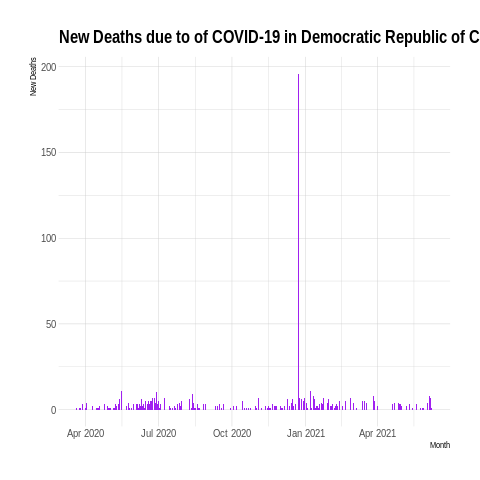 New Deaths due to of COVID-19 in Democratic Republic of C
New Deaths
200
150
100
50
0
Apr 2020 Jul 2020 Oct 2020 Jan 2021 Apr 2021
Month